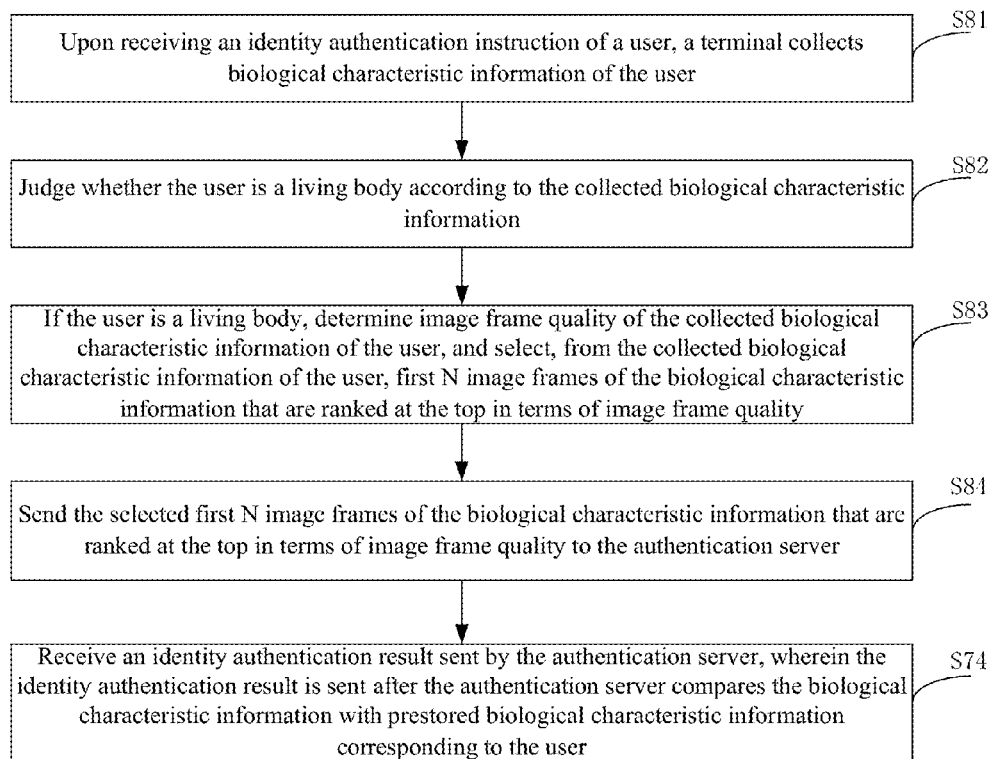 S81
Upon receiving an identity authentication instruction of a user, a terminal collects
biological characteristic information of the user
S82
Judge whether the user is a living body according to the collected biological characteristic
information
S83
If the user is a living body, determine image frame quality of the collected biological
characteristic information of the user, and select, from the collected biological
characteristic information of the user, first N image frames of the biological characteristic
information that are ranked at the top in terms of image frame quality
S84
Send the selected first N image frames of the biological characteristic information that are
ranked at the top in terms of image frame quality to the authentication server
S74
Receive an identity authentication result sent by the authentication server, wherein the
identity authentication result is sent after the authentication server compares the biological
characteristic information with prestored biological characteristic information
corresponding to the user